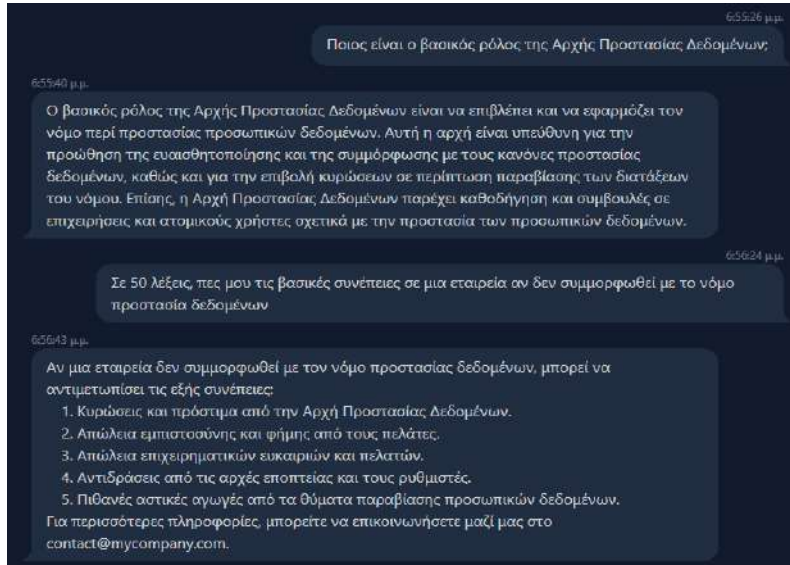 6:55:26 μ.μ.
Ποιος είναι ο βασικός ρόλος της Αρχής Προστασίας Δεδομένων;
6:55:40 μ.μ.
Ο βασικός ρόλος της Αρχής Προστασίας Δεδομένων είναι να επιβλέπει και να εφαρμόζει τον
νόμο περί προστασίας προσωπικών δεδομένων. Αυτή η αρχή είναι υπεύθυνη για την
προώθηση της ευαισθητοποίησης και της συμμόρφωσης με τους κανόνες προστασίας
δεδομένων, καθώς και για την επιβολή κυρώσεων σε περίπτωση παραβίασης των διατάξεων
του νόμου. Επίσης, η Αρχή Προστασίας Δεδομένων παρέχει καθοδήγηση και συμβουλές σε
επιχειρήσεις και ατομικούς χρήστες σχετικά με την προστασία των προσωπικών δεδομένων.
6:56:24 μ.μ.
Σε 50 λέξεις, πες μου τις βασικές συνέπειες σε μια εταιρεία αν δεν συμμορφωθεί με το νόμο
προστασία δεδομένων
6:56:43 μ.μ.
Αν μια εταιρεία δεν συμμορφωθεί με τον νόμο προστασίας δεδομένων, μπορεί να
αντιμετωπίσει τις εξής συνέπειες:
1. Κυρώσεις και πρόστιμα από την Αρχή Προστασίας Δεδομένων.
2. Απώλεια εμπιστοσύνης και φήμης από τους πελάτες.
3. Απώλεια επιχειρηματικών ευκαιριών και πελατών.
4. Αντιδράσεις από τις αρχές εποπτείας και τους ρυθμιστές.
5. Πιθανές αστικές αγωγές από τα θύματα παραβίασης προσωπικών δεδομένων.
Για περισσότερες πληροφορίες, μπορείτε να επικοινωνήσετε μαζί μας στο
contact@mycompany.com.